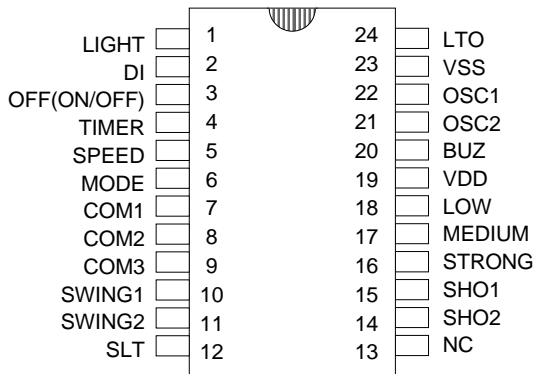 LIGHT 1 24 LTO
DI 2 23 VSS
OFF(ON/OFF) 3 22 OSC1
TIMER 4 21 OSC2
SPEED 5 20 BUZ
MODE 6 19 VDD
COM1 7 18 LOW
COM2 8 17 MEDIUM
COM3 9 16 STRONG
SWING1 10 15 SHO1
SWING2 11 14 SHO2
SLT 12 13 NC